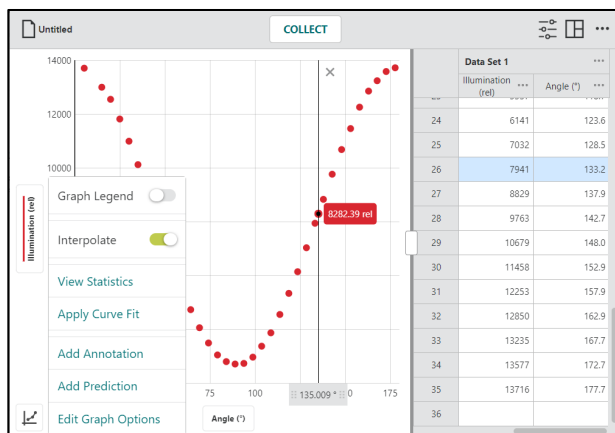 Untitled
COLLECT
14000
12000
10000
Illumination (rel)
Graph Legend
Interpolate
View Statistics
Apply Curve Fit
Add Annotation
Add Prediction
Edit Graph Options
8282.39 rel
75
100
135.009 °
175
Angle (°)
Data Set 1
Illumination (rel) Angle (°)
24 6141 123.6
25 7032 128.5
26 7941 133.2
27 8829 137.9
28 9763 142.7
29 10679 148.0
30 11458 152.9
31 12253 157.9
32 12850 162.9
33 13235 167.7
34 13577 172.7
35 13716 177.7
36